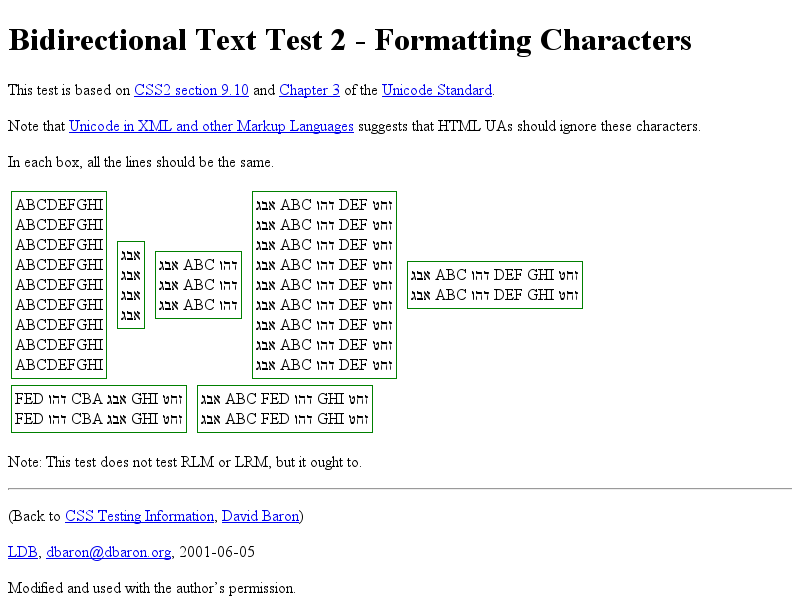 Bidirectional Text Test 2 - Formatting Characters
This test is based on CSS2 section 9.10 and Chapter 3 of the Unicode Standard.
Note that Unicode in XML and other Markup Languages suggests that HTML UAs should ignore these characters.
In each box, all the lines should be the same.
ABCDEFGHI
ABCDEFGHI
ABCDEFGHI
ABCDEFGHI
ABCDEFGHI
ABCDEFGHI
ABCDEFGHI
ABCDEFGHI
ABCDEFGHI
אבג
אבג
אבג
אבג
אבג ABC דהו
אבג ABC דהו
אבג ABC דהו
אבג ABC דהו DEF זחט
אבג ABC דהו DEF זחט
אבג ABC דהו DEF זחט
אבג ABC דהו DEF זחט
אבג ABC דהו DEF זחט
אבג ABC דהו DEF זחט
אבג ABC דהו DEF זחט
אבג ABC דהו DEF זחט
אבג ABC דהו DEF זחט
אבג ABC דהו DEF GHI זחט
אבג ABC דהו DEF GHI זחט
FED דהו CBA אבג GHI זחט
FED דהו CBA אבג GHI זחט
אבג ABC FED דהו GHI זחט
אבג ABC FED דהו GHI זחט
Note: This test does not test RLM or LRM, but it ought to.
(Back to CSS Testing Information, David Baron)
LDB, dbaron@dbaron.org, 2001-06-05
Modified and used with the author’s permission.